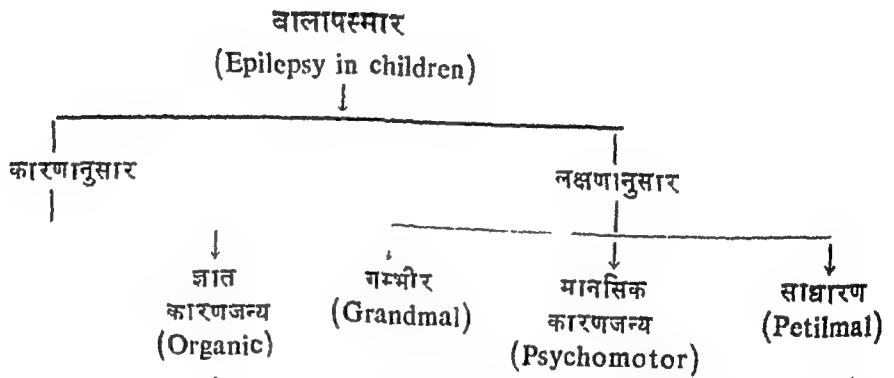 वालापस्मार
(Epilepsy in children)
कारणानुसार
लक्षणानुसार
ज्ञात
कारणजन्य
(Organic)
गम्भीर
(Grandmal)
मानसिक
कारणजन्य
(Psychomotor)
साधारण
(Petilmal)